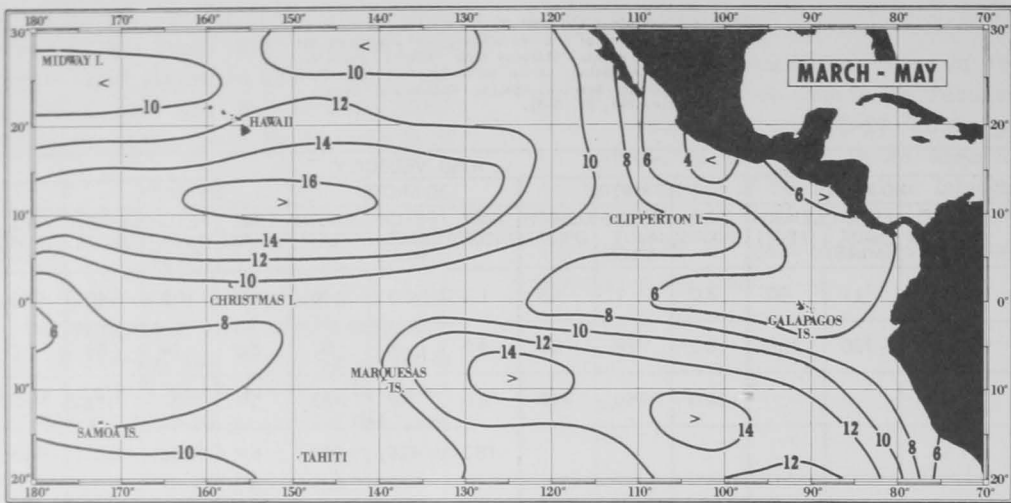 180° 170° 160° 150° 140° 130° 120° 110° 100° 90° 80° 70°
30° < 30°
MIDWAY I. < 10 MARCH - MAY
10 12
HAWAII
20° 14 10 8 6 4 < 20°
16 6
> >
10° CLIPPERTON I. 10°
14
12
10
CHRISTMAS I. 6
0° 8 0°
6 8 10 GALAPAGOS
12 IS.
14
MARQUESAS >
10° IS. 10°
> 14 12
SAMOA IS. 10
10 TAHITI 8
12 6
20° 20°
180° 170° 160° 150° 140° 130° 120° 110° 100° 90° 80° 70°